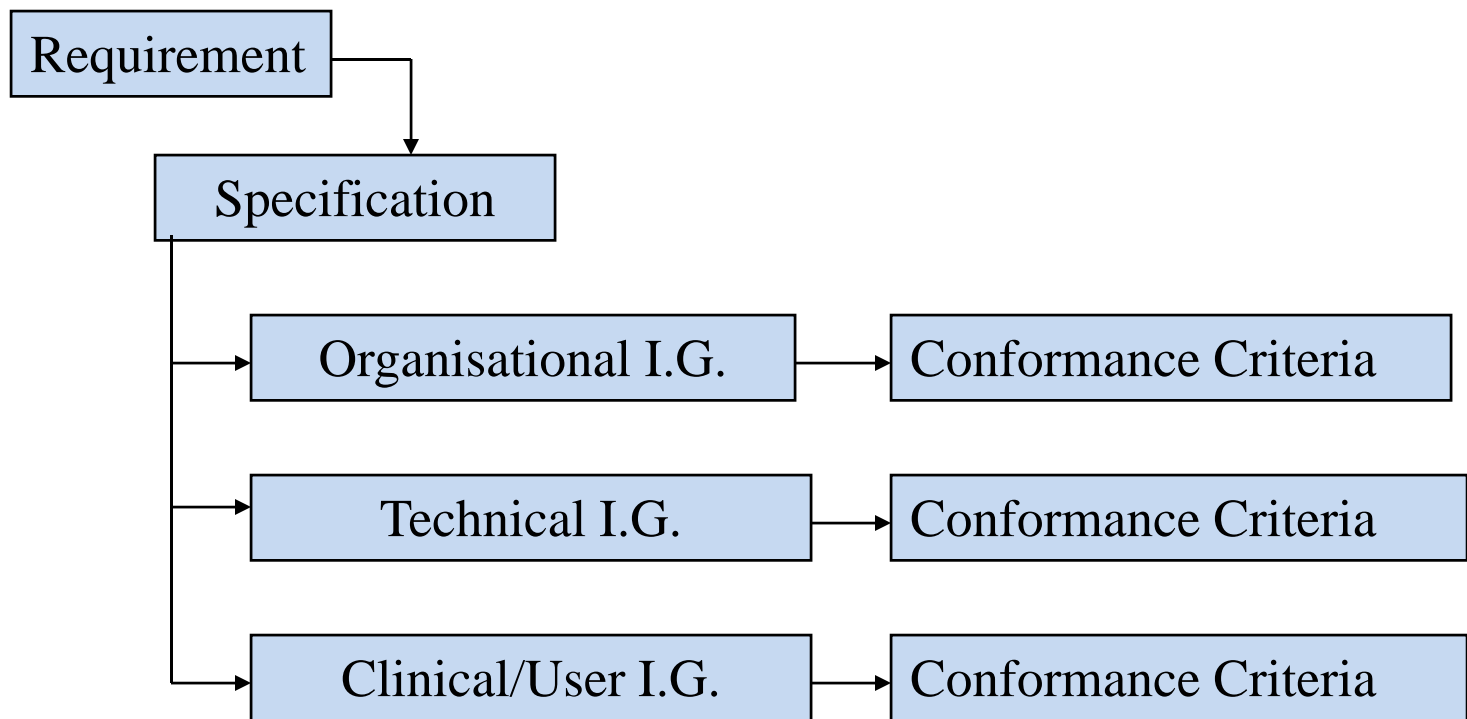 Requirement
Specification
Organisational I.G.
Conformance Criteria
Technical I.G.
Conformance Criteria
Clinical/User I.G.
Conformance Criteria